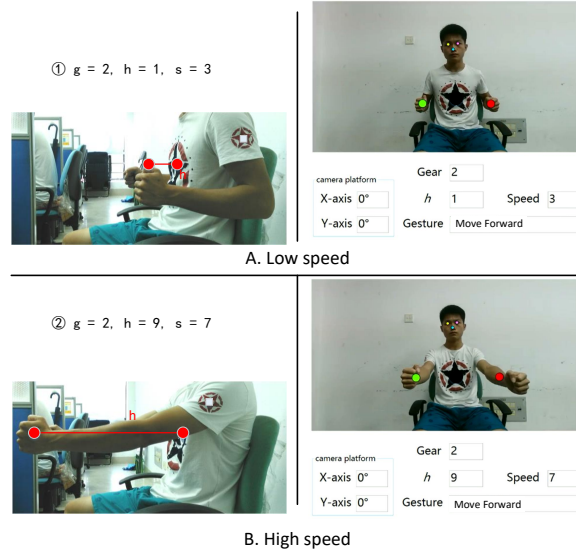 ① g = 2, h = 1, s = 3
h
Gear 2
camera platform
X-axis 0° h 1 Speed 3
Y-axis 0° Gesture Move Forward
A. Low speed
② g = 2, h = 9, s = 7
h
Gear 2
camera platform
X-axis 0° h 9 Speed 7
Y-axis 0° Gesture Move Forward
B. High speed